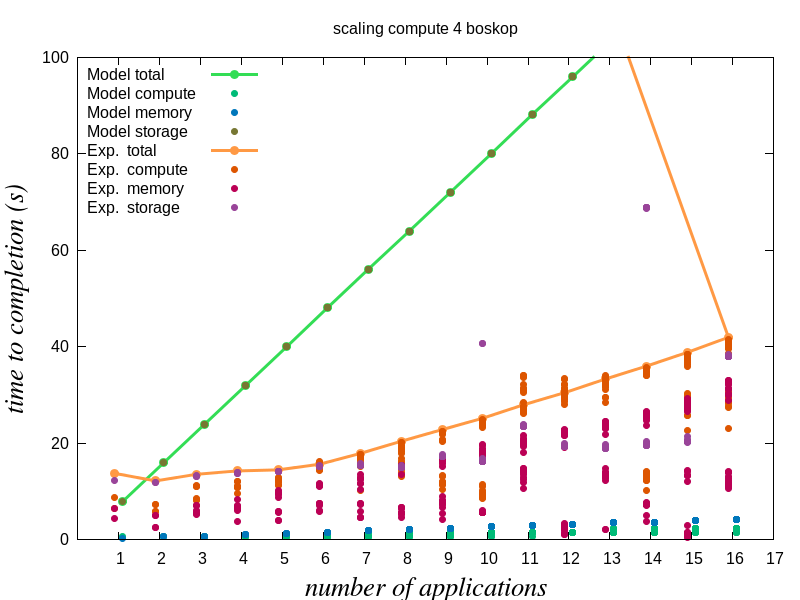 scaling compute 4 boskop
100
80
60
40
20
0
Model total
Model compute
Model memory
Model storage
Exp. total
Exp. compute
Exp. memory
Exp. storage
time to completion (s)
1 2 3 4 5 6 7 8 9 10 11 12 13 14 15 16 17
number of applications